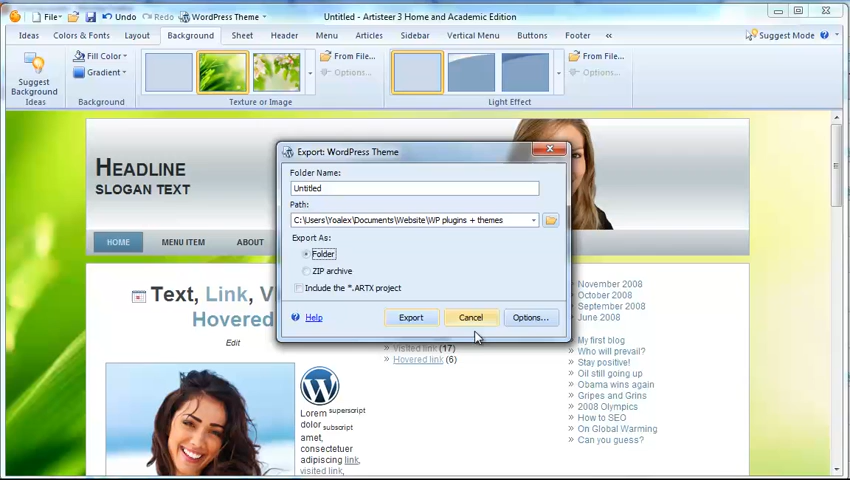 File Undo Redo WordPress Theme Untitled - Artisteer 3 Home and Academic Edition
Ideas Colors & Fonts Layout Background Sheet Header Menu Articles Sidebar Vertical Menu Buttons Footer Suggest Mode
Suggest Background
Fill Color
Gradient
From File...
Options...
From File...
Options...
Ideas Background Texture or Image Light Effect
HEADLINE
SLOGAN TEXT
HOME MENU ITEM ABOUT
Export: WordPress Theme
Folder Name:
Untitled
Path:
C:\Users\Yoalex\Documents\Website\WP plugins + themes
Export As:
Folder
ZIP archive
Include the *.ARTX project
Help Export Cancel Options...
Text, Link, Vi
Hovered
Edit
Visited link (17)
Hovered link (6)
Lorem superscript
dolor subscript
amet,
consectetuer
adipiscing link,
visited link,
November 2008
October 2008
September 2008
June 2008
My first blog
Who will prevail?
Stay positive!
Oil still going up
Obama wins again
Gripes and Grins
2008 Olympics
How to SEO
On Global Warming
Can you guess?